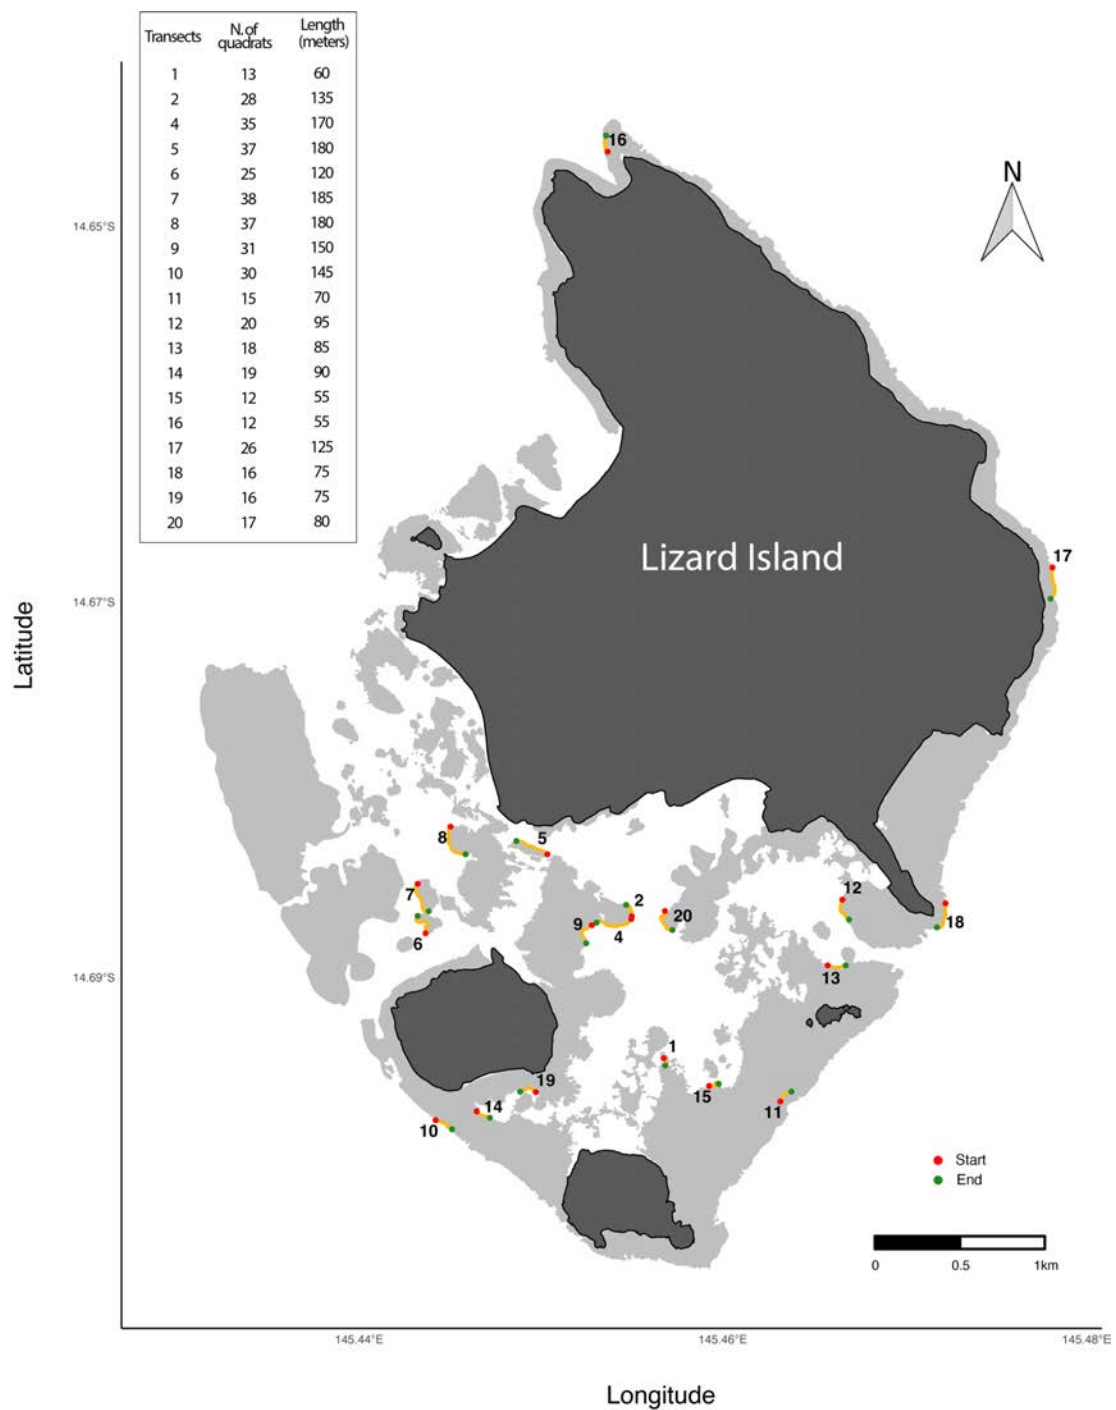 Transects N. of quadrats Length (meters)
1 13 60
2 28 135
4 35 170
5 37 180
6 25 120
7 38 185
8 37 180
9 31 150
10 30 145
11 15 70
12 20 95
13 18 85
14 19 90
15 12 55
16 12 55
17 26 125
18 16 75
19 16 75
20 17 80
16
N
14.65°S
Lizard Island
17
14.67°S
Latitude
8
5
7
2
20
12
9
4
18
6
14.69°S
13
1
19
15
14
11
10
Start
End
0 0.5 1km
145.44°E 145.46°E 145.48°E
Longitude